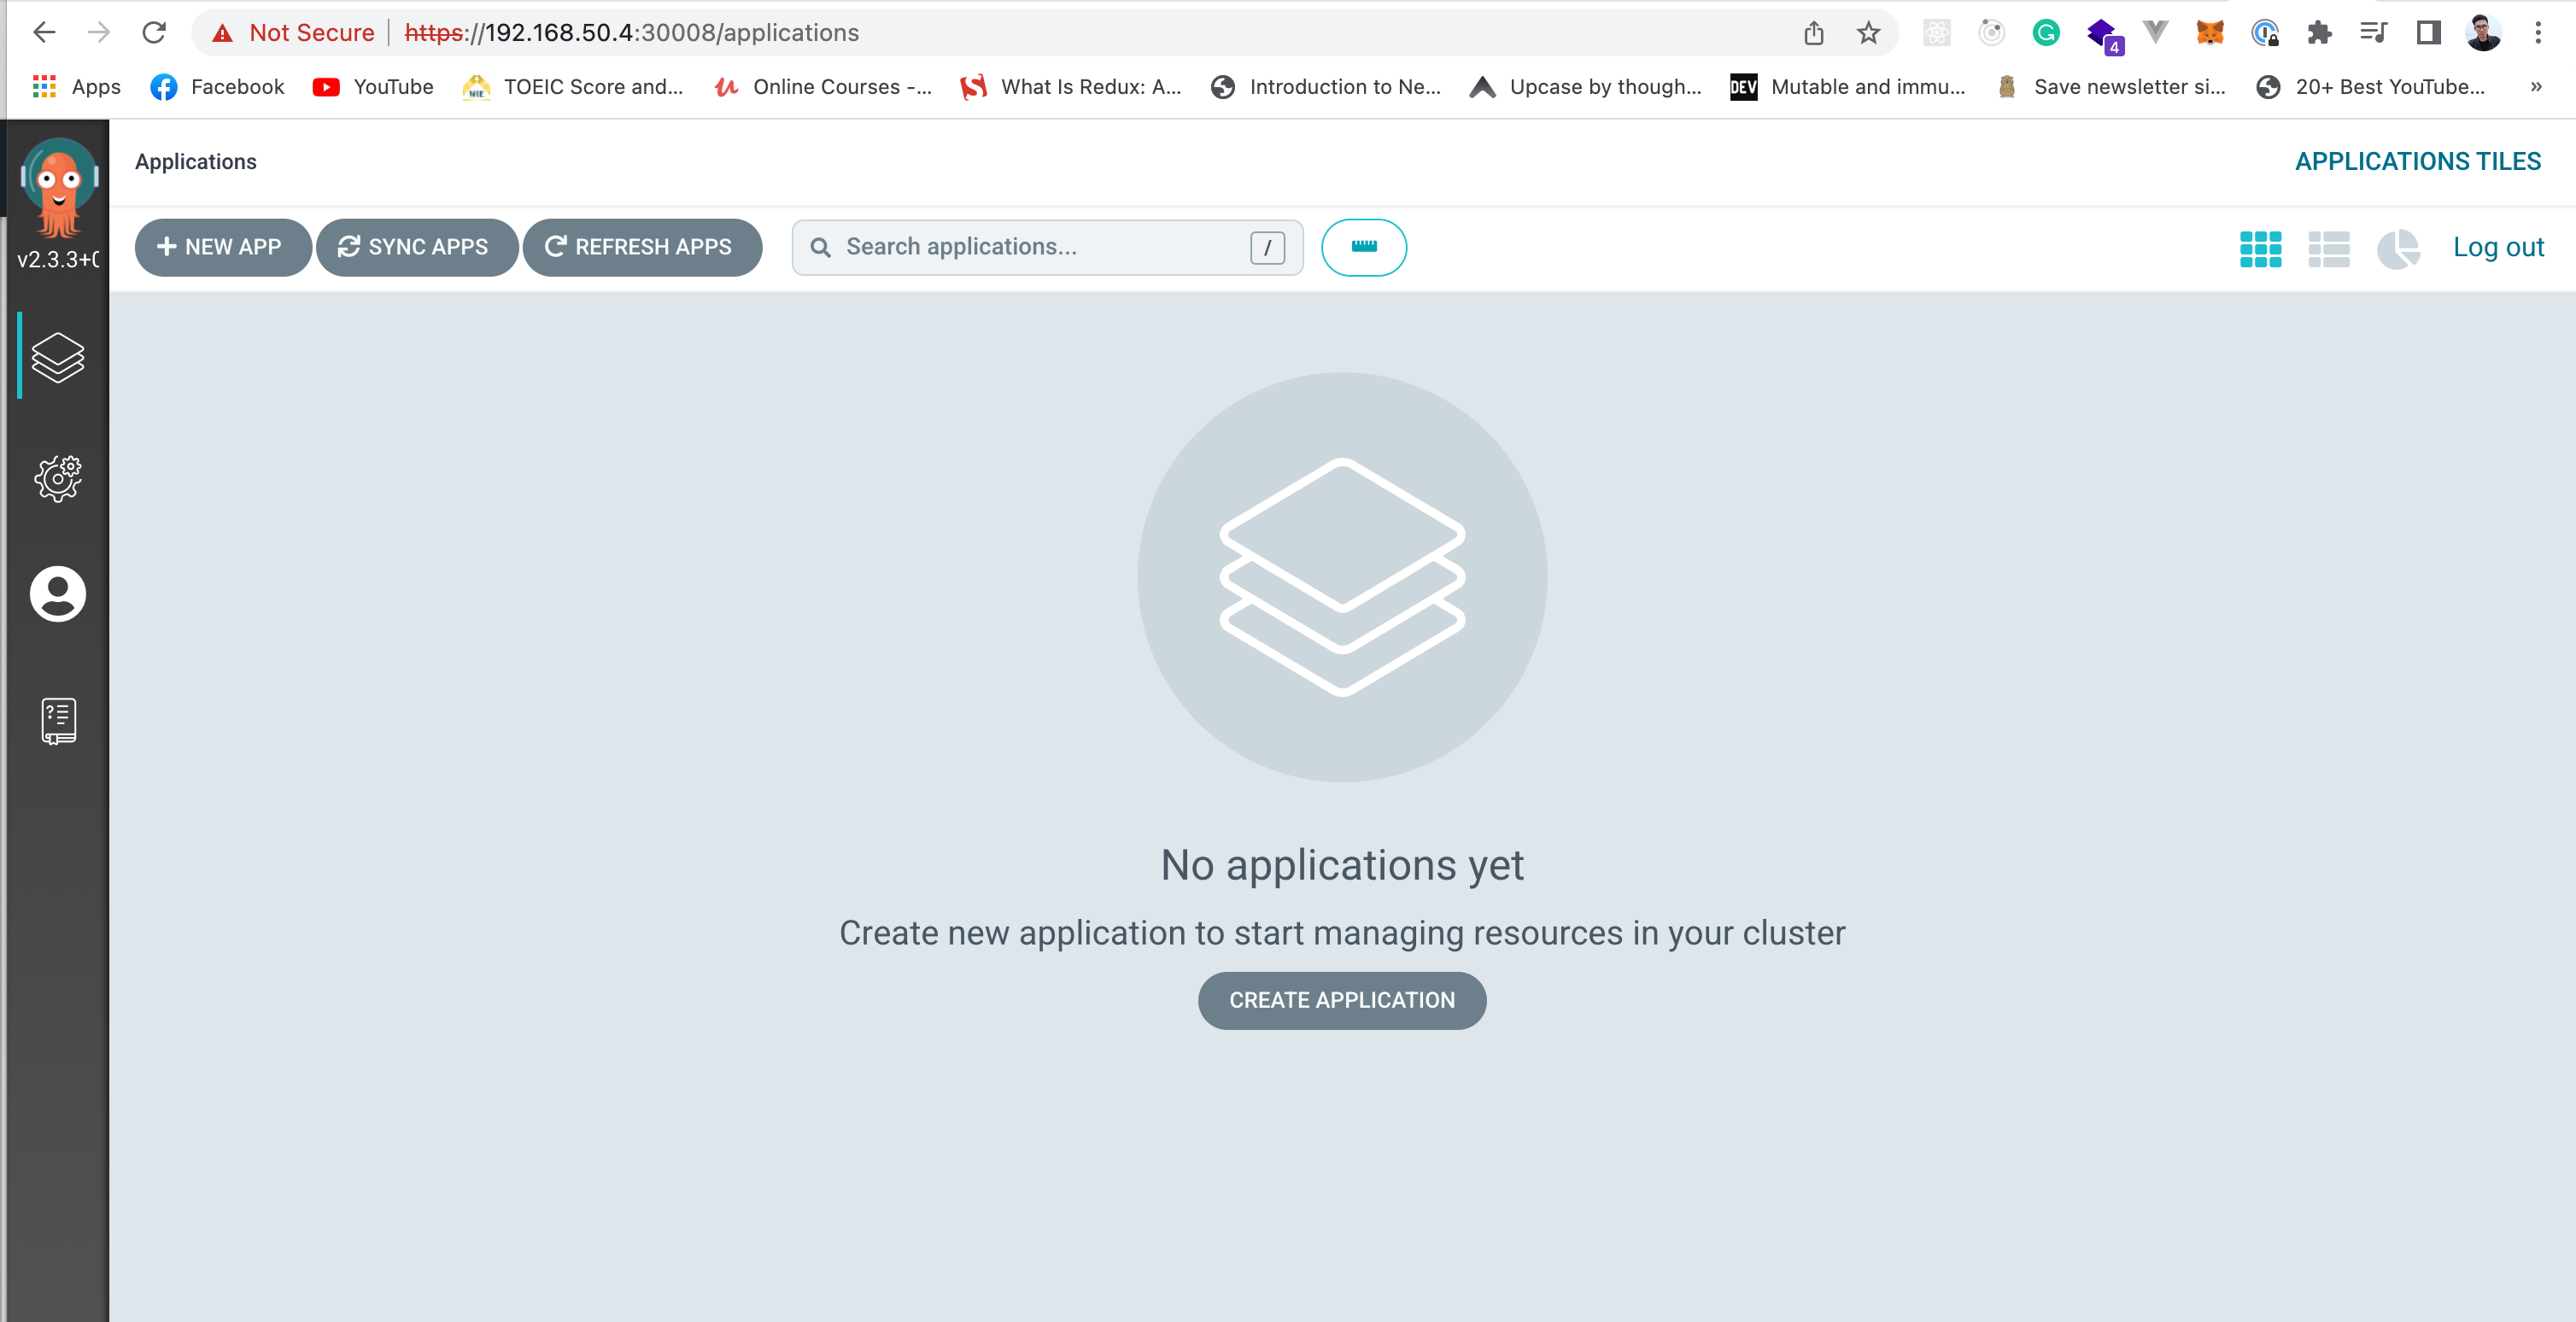 Not Secure https://192.168.50.4:30008/applications
4
Apps Facebook YouTube TOEIC Score and... Online Courses -... What Is Redux: A... Introduction to Ne... Upcase by though... DEV Mutable and immu... Save newsletter si... 20+ Best YouTube... »
Applications APPLICATIONS TILES
v2.3.3+0
NEW APP SYNC APPS REFRESH APPS Search applications... / Log out
No applications yet
Create new application to start managing resources in your cluster
CREATE APPLICATION